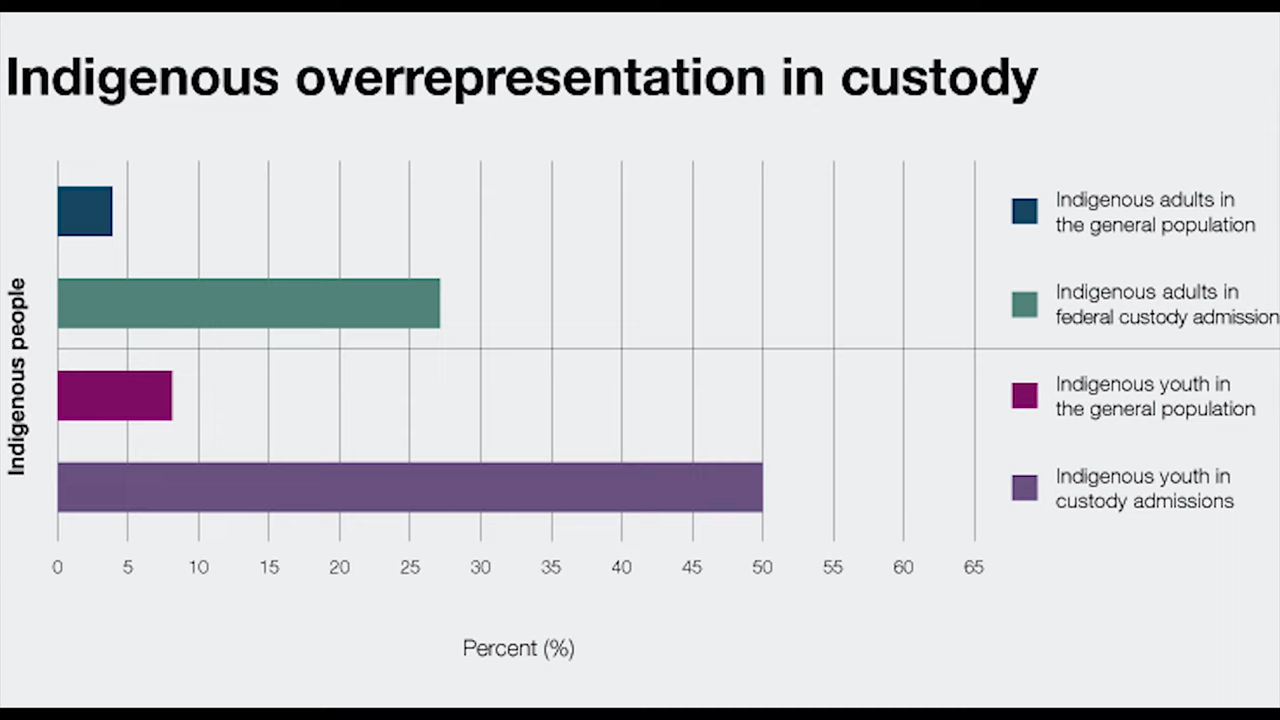 Indigenous overrepresentation in custody
Indigenous people
Indigenous adults in
the general population
Indigenous adults in
federal custody admission
Indigenous youth in
the general population
Indigenous youth in
custody admissions
0 5 10 15 20 25 30 35 40 45 50 55 60 65
Percent (%)